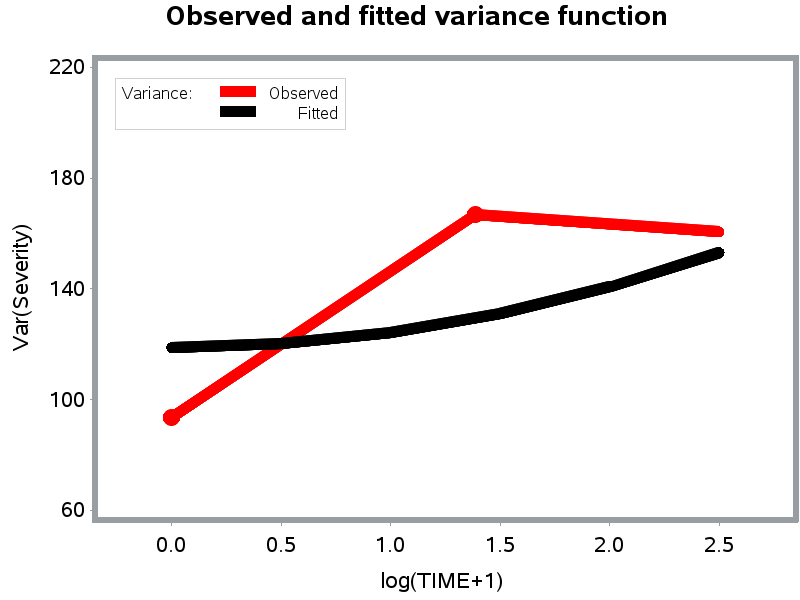 Observed and fitted variance function
Variance: Observed
Fitted
220
180
140
100
60
Var(Severity)
0.0 0.5 1.0 1.5 2.0 2.5
log(TIME+1)